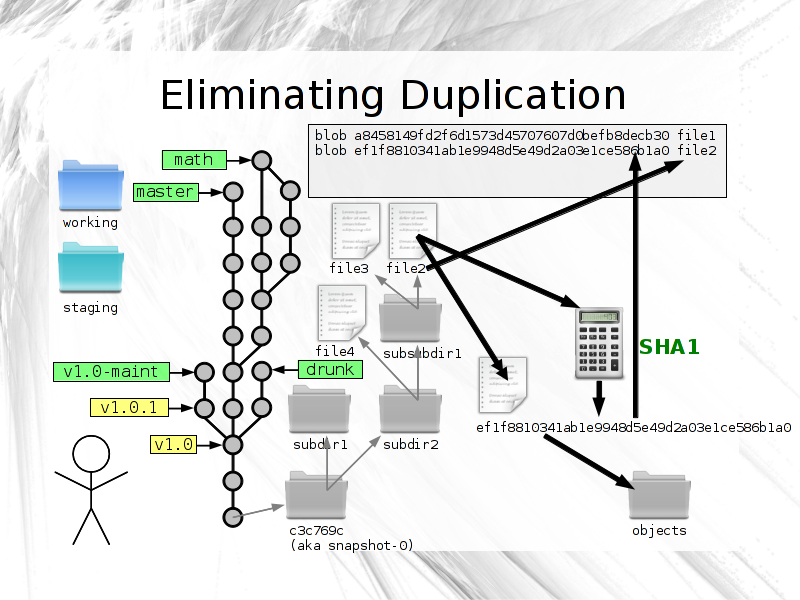 Eliminating Duplication
blob a8458149fd2f6d1573d45707607d0befb8decb30 file1
blob ef1f8810341ab1e9948d5e49d2a03e1ce586b1a0 file2
math
master
working
file3
file2
staging
SHA1
file4
subsubdir1
v1.0-maint
drunk
v1.0.1
ef1f8810341ab1e9948d5e49d2a03e1ce586b1a0
v1.0
subdir1
subdir2
c3c769c
(aka snapshot-0)
objects